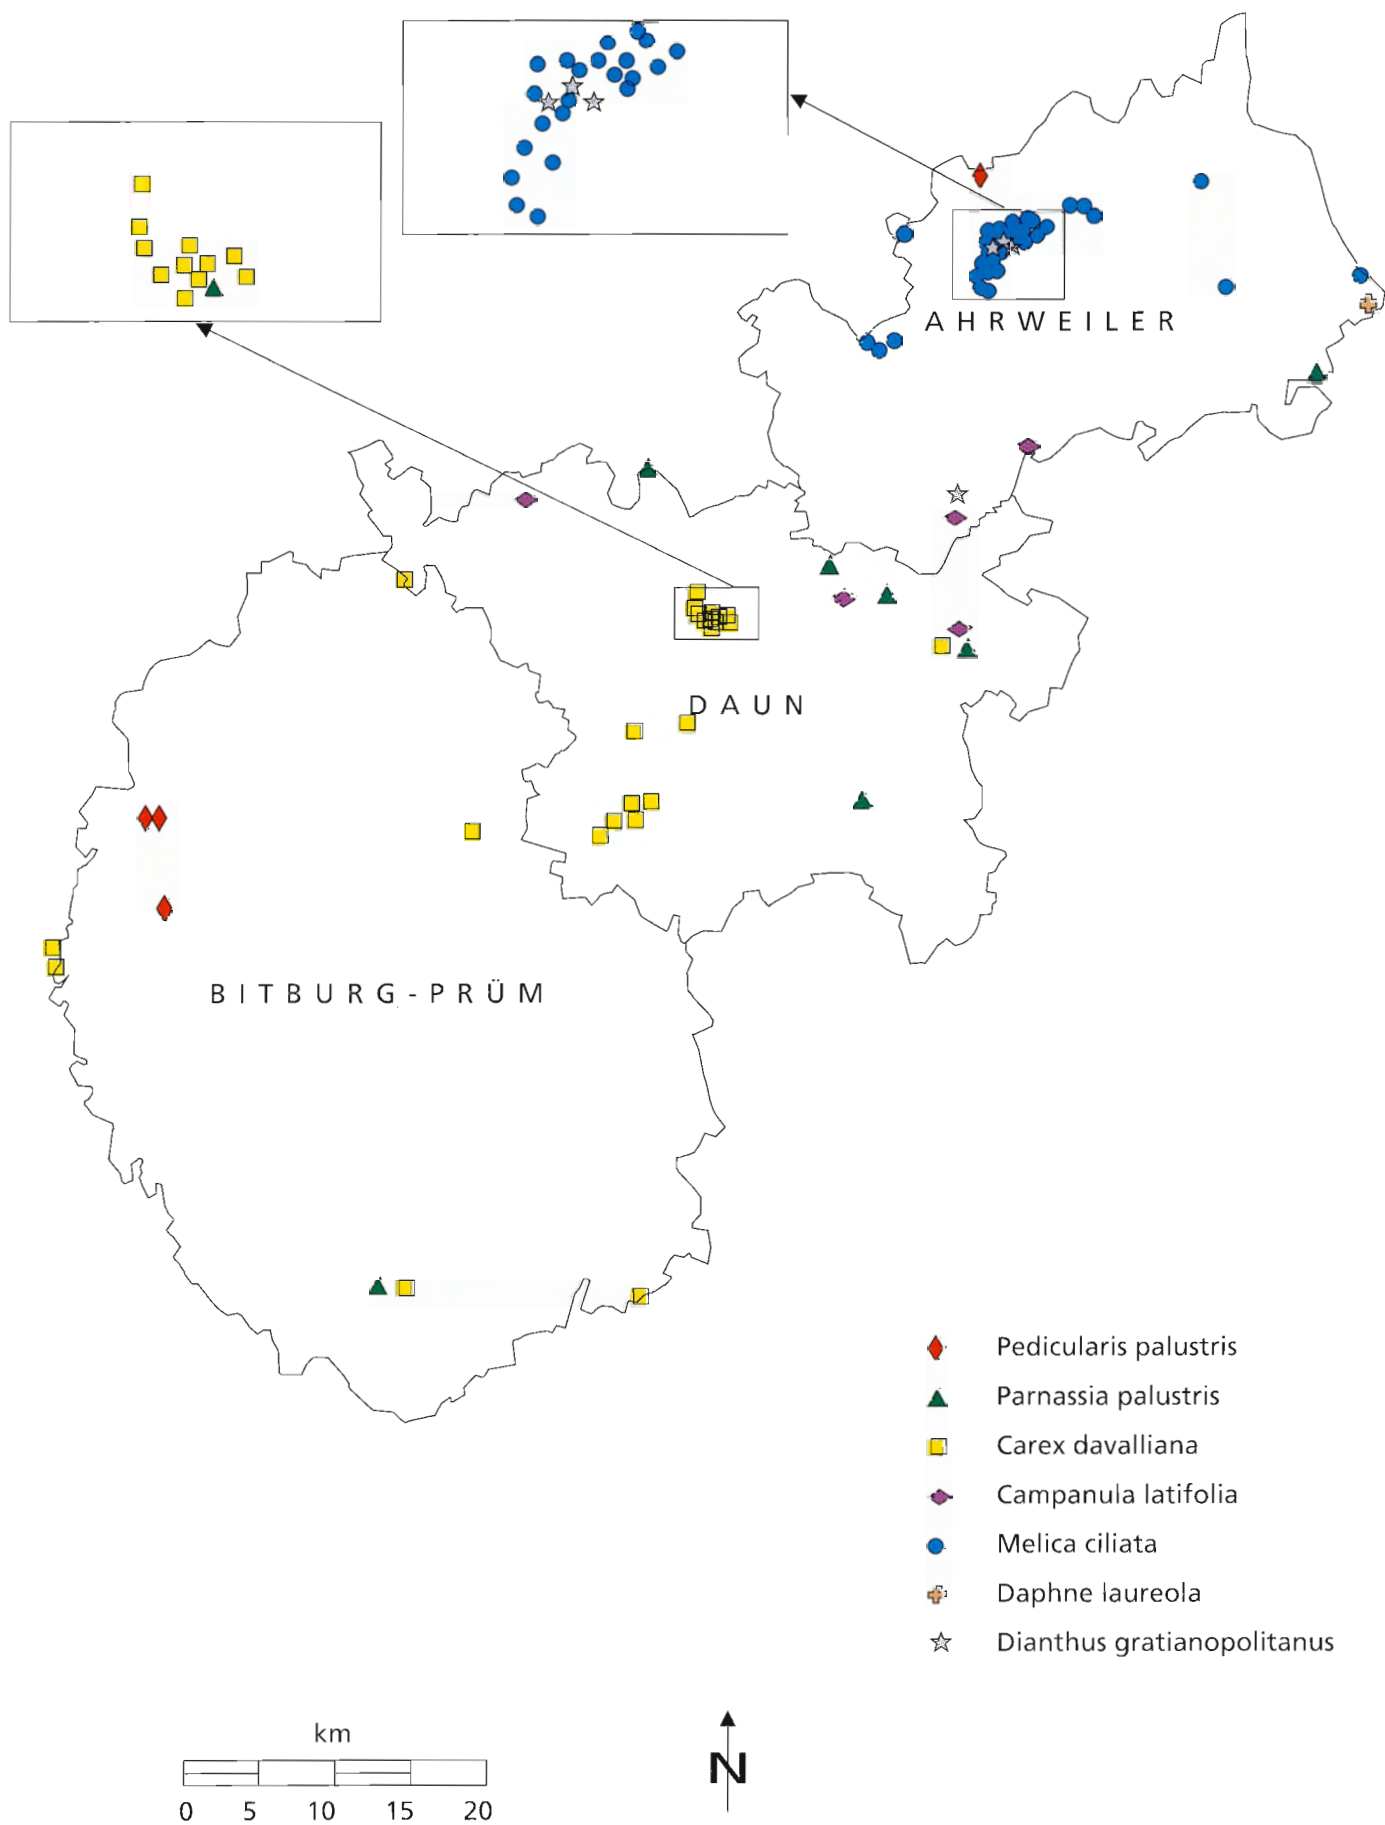 AHRWEILER
DAUN
BITBURG-PRÜM
Pedicularis palustris
Parnassia palustris
Carex davalliana
Campanula latifolia
Melica ciliata
Daphne laureola
Dianthus gratianopolitanus
km
0 5 10 15 20
N